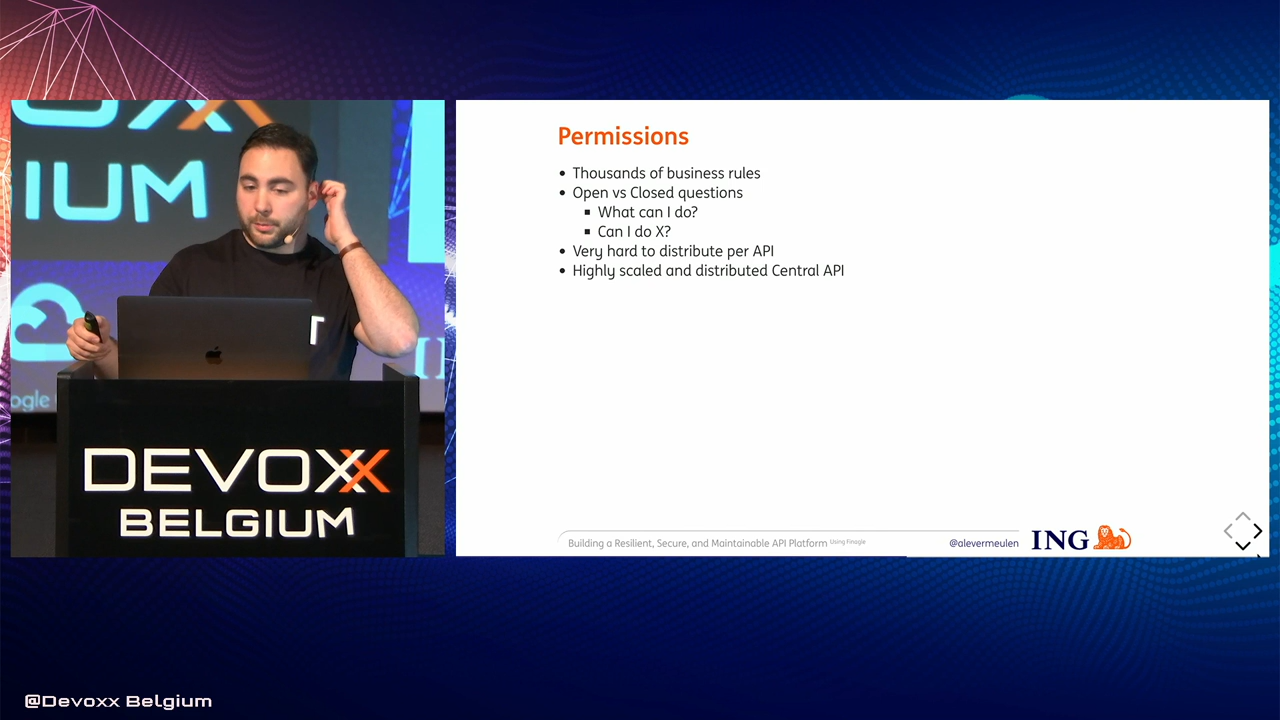 IUM
ogle
DEVOXX
BELGIUM
Permissions
• Thousands of business rules
• Open vs Closed questions
▪ What can I do?
▪ Can I do X?
• Very hard to distribute per API
• Highly scaled and distributed Central API
Building a Resilient, Secure, and Maintainable API Platform Using Finagle
@alevermeulen
ING
@Devoxx Belgium